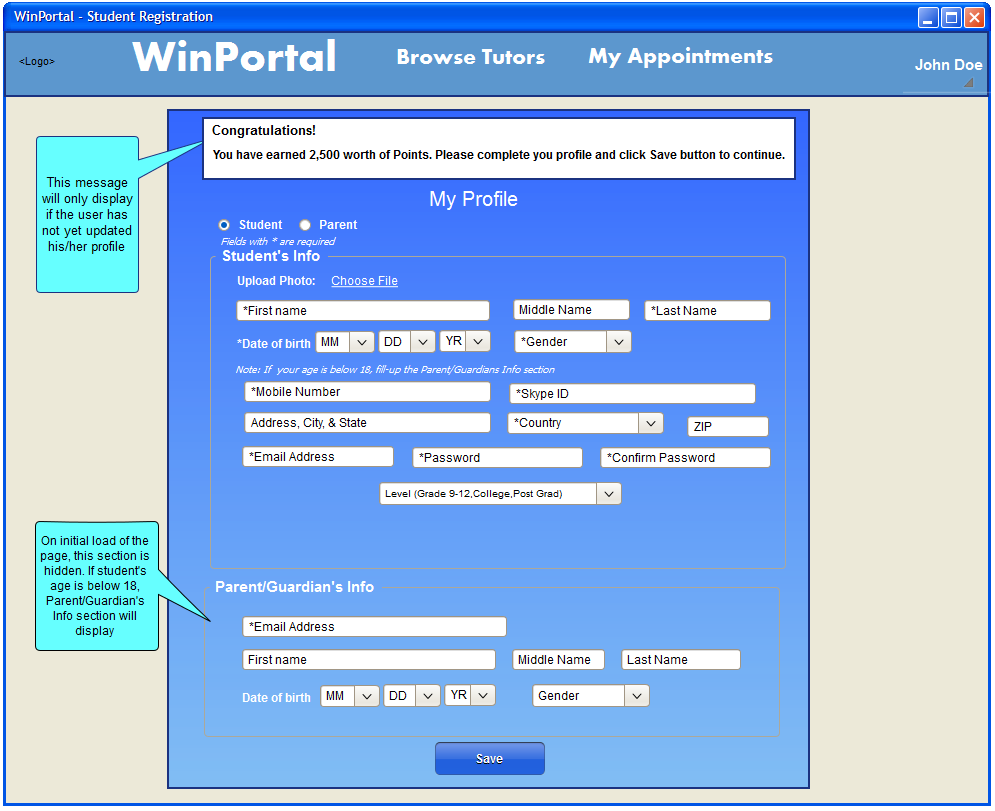 WinPortal - Student Registration
<Logo>
WinPortal
Browse Tutors
My Appointments
John Doe
Congratulations!
You have earned 2,500 worth of Points. Please complete you profile and click Save button to continue.
This message
will only display
if the user has
not yet updated
his/her profile
My Profile
Student
Parent
Fields with * are required
Student's Info
Upload Photo:
Choose File
*First name
Middle Name
*Last Name
*Date of birth
MM
DD
YR
*Gender
Note: If your age is below 18, fill-up the Parent/Guardians Info section
*Mobile Number
*Skype ID
Address, City, & State
*Country
ZIP
*Email Address
*Password
*Confirm Password
Level (Grade 9-12,College,Post Grad)
On initial load of the
page, this section is
hidden. If student's
age is below 18,
Parent/Guardian's
Info section will
display
Parent/Guardian's Info
*Email Address
First name
Middle Name
Last Name
Date of birth
MM
DD
YR
Gender
Save